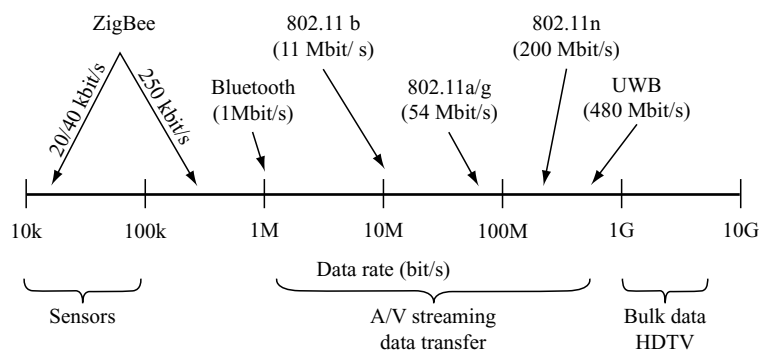 ZigBee
20/40 kbit/s
250 kbit/s
Bluetooth
(1Mbit/s)
802.11 b
(11 Mbit/ s)
802.11a/g
(54 Mbit/s)
802.11n
(200 Mbit/s)
UWB
(480 Mbit/s)
10k
100k
1M
10M
100M
1G
10G
Data rate (bit/s)
Sensors
A/V streaming
data transfer
Bulk data
HDTV